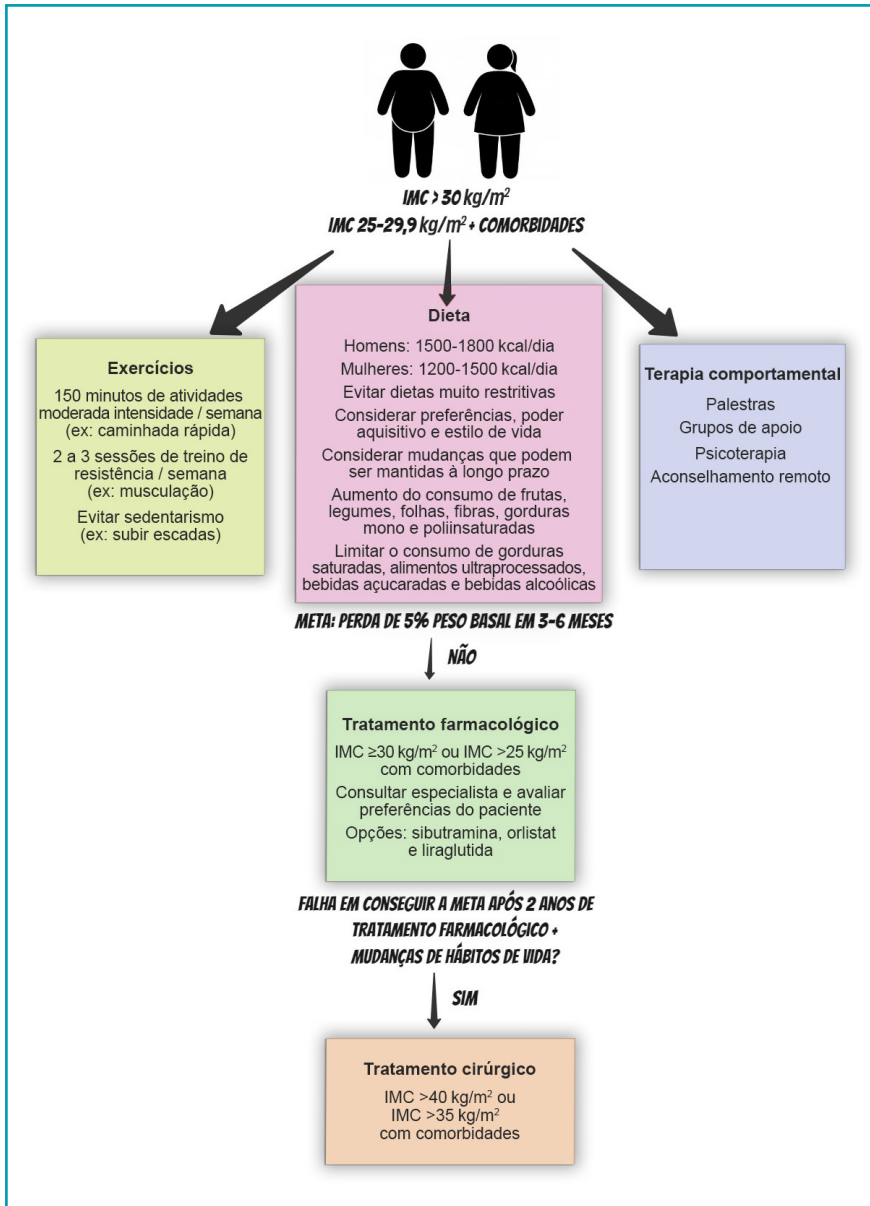 IMC > 30 kg/m²
IMC 25-29,9 kg/m² + COMORBIDADES
Exercícios
150 minutos de atividades
moderada intensidade / semana
(ex: caminhada rápida)
2 a 3 sessões de treino de
resistência / semana
(ex: musculação)
Evitar sedentarismo
(ex: subir escadas)
Dieta
Homens: 1500-1800 kcal/dia
Mulheres: 1200-1500 kcal/dia
Evitar dietas muito restritivas
Considerar preferências, poder
aquisitivo e estilo de vida
Considerar mudanças que podem
ser mantidas à longo prazo
Aumento do consumo de frutas,
legumes, folhas, fibras, gorduras
mono e poliinsaturadas
Limitar o consumo de gorduras
saturadas, alimentos ultraprocessados,
bebidas açucaradas e bebidas alcoólicas
Terapia comportamental
Palestras
Grupos de apoio
Psicoterapia
Aconselhamento remoto
META: PERDA DE 5% PESO BASAL EM 3-6 MESES
NÃO
Tratamento farmacológico
IMC ≥30 kg/m² ou IMC >25 kg/m²
com comorbidades
Consultar especialista e avaliar
preferências do paciente
Opções: sibutramina, orlistat
e liraglutida
FALHA EM CONSEGUIR A META APÓS 2 ANOS DE
TRATAMENTO FARMACOLÓGICO +
MUDANÇAS DE HÁBITOS DE VIDA?
SIM
Tratamento cirúrgico
IMC >40 kg/m² ou
IMC >35 kg/m²
com comorbidades